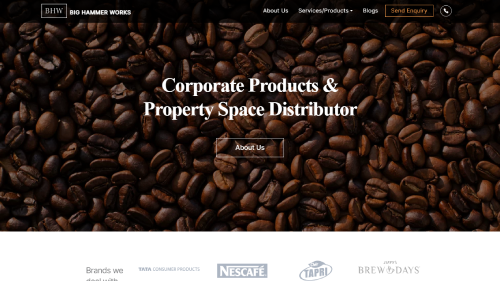 BHW BIG HAMMER WORKS About Us Services/Products Blogs Send Enquiry
Corporate Products &
Property Space Distributor
About Us
Brands we
deal with
TATA CONSUMER PRODUCTS
NESCAFÉ
TAPRI
BREW DAYS